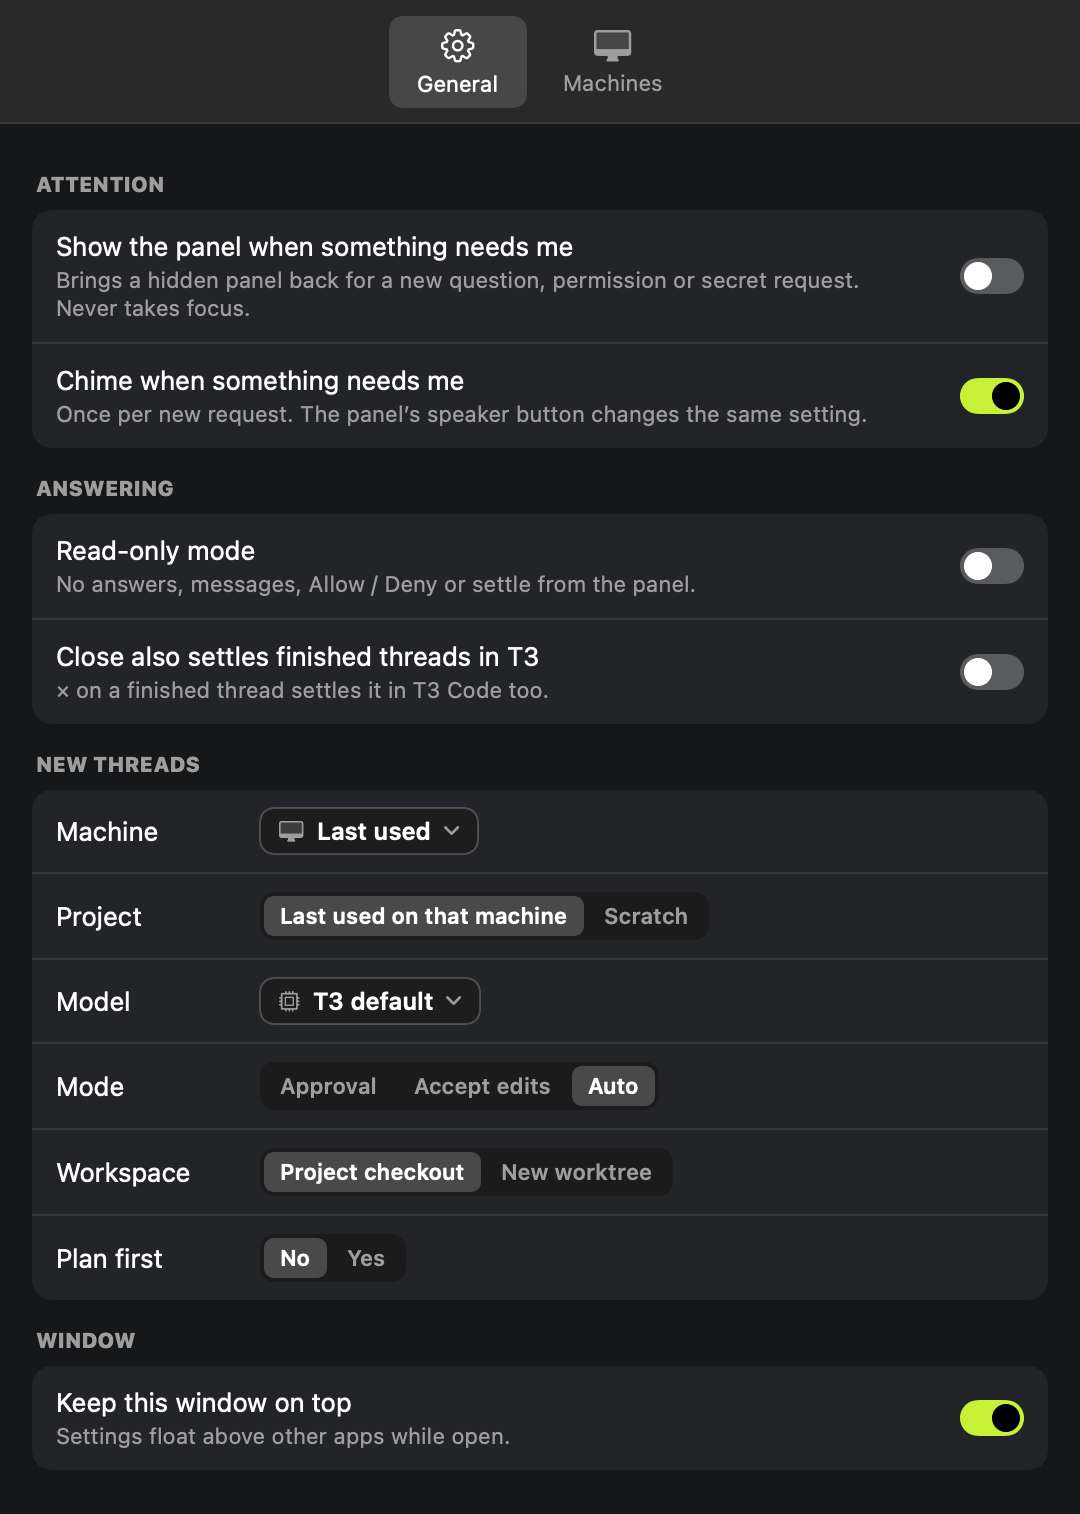 General
Machines
ATTENTION
Show the panel when something needs me
Brings a hidden panel back for a new question, permission or secret request.
Never takes focus.
Chime when something needs me
Once per new request. The panel’s speaker button changes the same setting.
ANSWERING
Read-only mode
No answers, messages, Allow / Deny or settle from the panel.
Close also settles finished threads in T3
× on a finished thread settles it in T3 Code too.
NEW THREADS
Machine Last used
Project Last used on that machine Scratch
Model T3 default
Mode Approval Accept edits Auto
Workspace Project checkout New worktree
Plan first No Yes
WINDOW
Keep this window on top
Settings float above other apps while open.